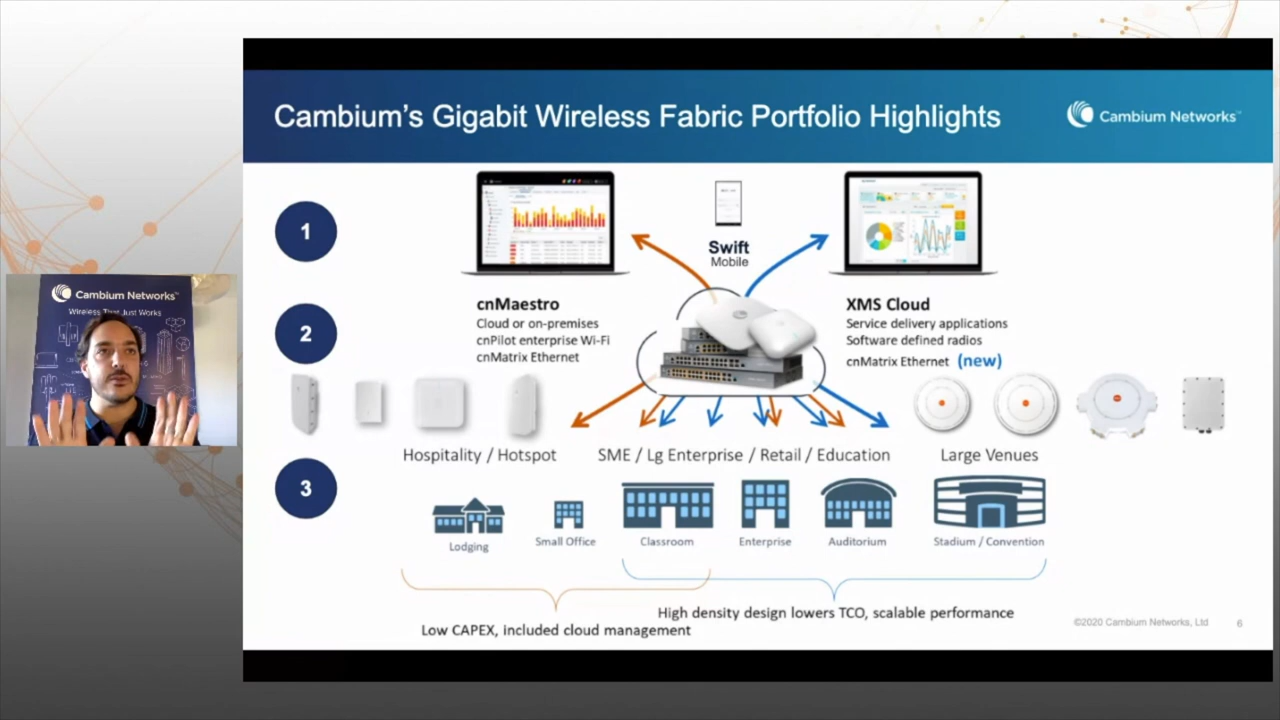 Cambium's Gigabit Wireless Fabric Portfolio Highlights
Cambium Networks™
1
Swift
Mobile
cnMaestro
Cloud or on-premises
cnPilot enterprise Wi-Fi
cnMatrix Ethernet
XMS Cloud
Service delivery applications
Software defined radios
cnMatrix Ethernet (new)
2
Cambium Networks™
Wireless That Just Works
Hospitality / Hotspot
SME / Lg Enterprise / Retail / Education
Large Venues
3
Lodging
Small Office
Classroom
Enterprise
Auditorium
Stadium / Convention
High density design lowers TCO, scalable performance
Low CAPEX, included cloud management
©2020 Cambium Networks, Ltd
6